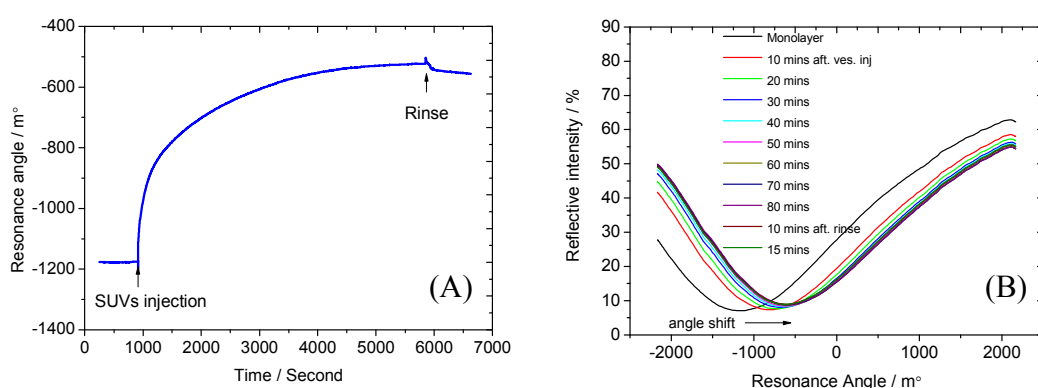 -400
-600
-800
-1000
-1200
-1400
0 1000 2000 3000 4000 5000 6000 7000
Resonance angle / m°
Time / Second
SUVs injection
Rinse
(A)
90
80
70
60
50
40
30
20
10
0
-2000 -1000 0 1000 2000
Reflective intensity / %
Resonance Angle / m°
Monolayer
10 mins aft. ves. inj
20 mins
30 mins
40 mins
50 mins
60 mins
70 mins
80 mins
10 mins aft. rinse
15 mins
angle shift
(B)